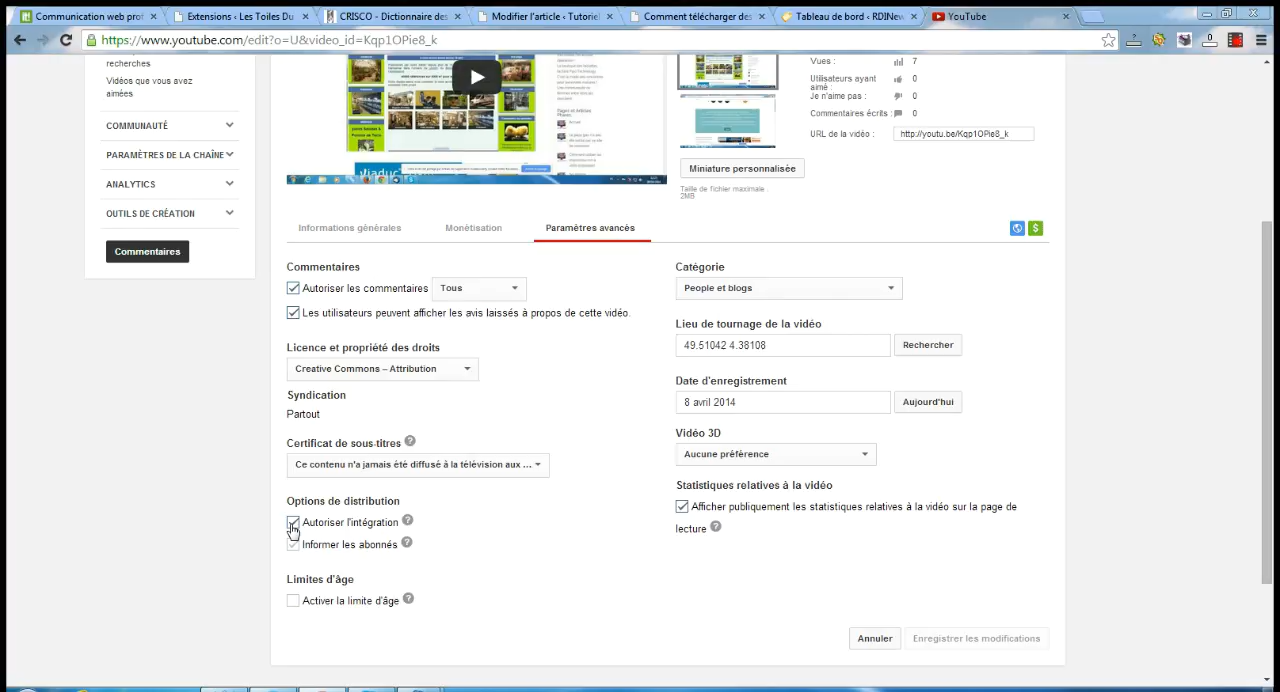 Communication web prof
Extensions ‹ Les Toiles Du
CRISCO - Dictionnaire des
Modifier l'article ‹ Tutoriel
Comment télécharger des
Tableau de bord ‹ RDINew
YouTube
https://www.youtube.com/edit?o=U&video_id=Kqp1OPie8_k
recherches
Vidéos que vous avez
aimées
COMMUNAUTÉ
PARAMÈTRES DE LA CHAÎNE
ANALYTICS
OUTILS DE CRÉATION
Commentaires
viaduc
Vues : 7
Utilisateurs ayant 0
aimé
Je n'aime pas : 0
Commentaires écrits : 0
URL de la vidéo : http://youtu.be/Kqp1OPie8_k
Miniature personnalisée
Taille de fichier maximale :
2MB
Informations générales
Monétisation
Paramètres avancés
Commentaires
Autoriser les commentaires Tous
Les utilisateurs peuvent afficher les avis laissés à propos de cette vidéo.
Licence et propriété des droits
Creative Commons – Attribution
Syndication
Partout
Certificat de sous-titres ?
Ce contenu n'a jamais été diffusé à la télévision aux ...
Options de distribution
Autoriser l'intégration ?
Informer les abonnés ?
Limites d'âge
Activer la limite d'âge ?
Catégorie
People et blogs
Lieu de tournage de la vidéo
49.51042 4.38108 Rechercher
Date d'enregistrement
8 avril 2014 Aujourd'hui
Vidéo 3D
Aucune préférence
Statistiques relatives à la vidéo
Afficher publiquement les statistiques relatives à la vidéo sur la page de
lecture ?
Annuler Enregistrer les modifications